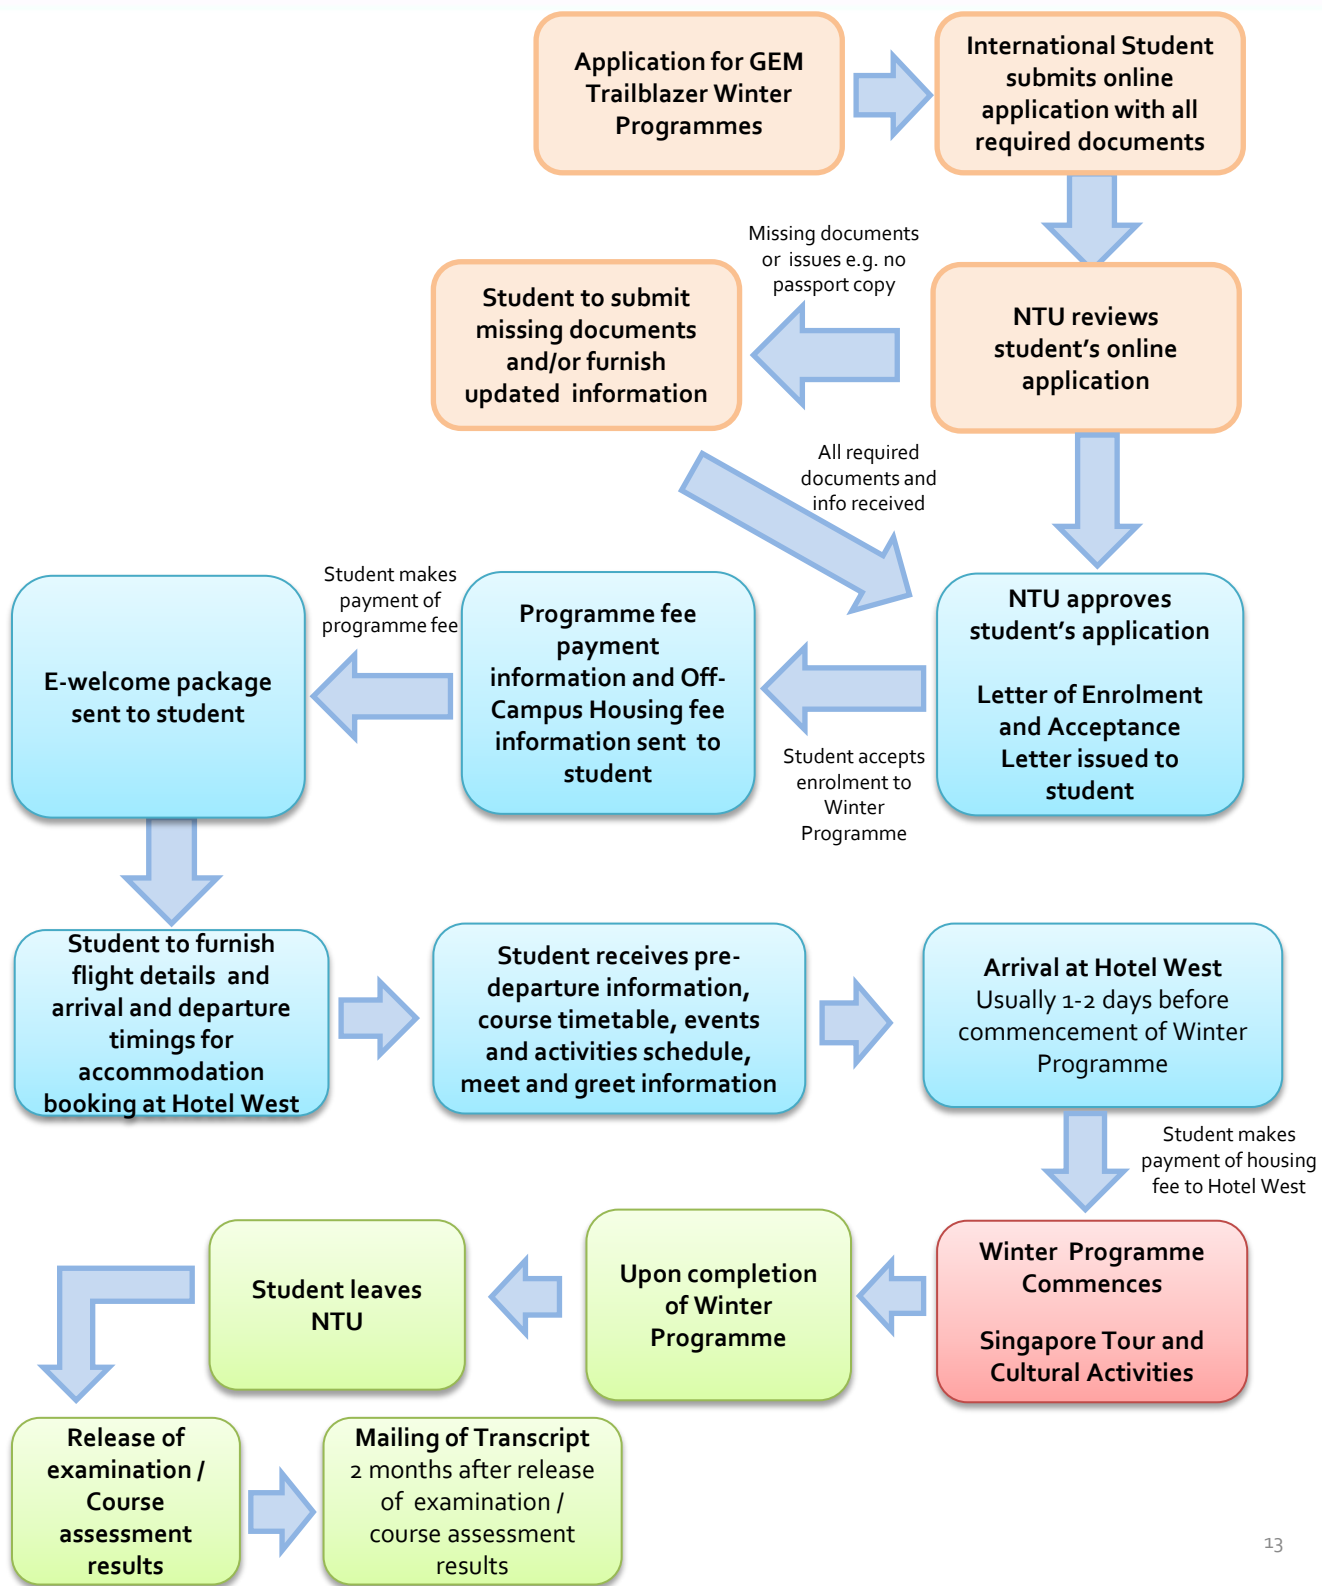 Application for GEM
Trailblazer Winter
Programmes
International Student
submits online
application with all
required documents
Missing documents
or issues e.g. no
passport copy
Student to submit
missing documents
and/or furnish
updated information
NTU reviews
student's online
application
All required
documents and
info received
Student makes
payment of
programme fee
E-welcome package
sent to student
Programme fee
payment
information and Off-
Campus Housing fee
information sent to
student
NTU approves
student's application
Letter of Enrolment
and Acceptance
Letter issued to
student
Student accepts
enrolment to
Winter
Programme
Student to furnish
flight details and
arrival and departure
timings for
accommodation
booking at Hotel West
Student receives pre-
departure information,
course timetable, events
and activities schedule,
meet and greet information
Arrival at Hotel West
Usually 1-2 days before
commencement of Winter
Programme
Student makes
payment of housing
fee to Hotel West
Winter Programme
Commences
Singapore Tour and
Cultural Activities
Upon completion
of Winter
Programme
Student leaves
NTU
Release of
examination /
Course
assessment
results
Mailing of Transcript
2 months after release
of examination /
course assessment
results
13